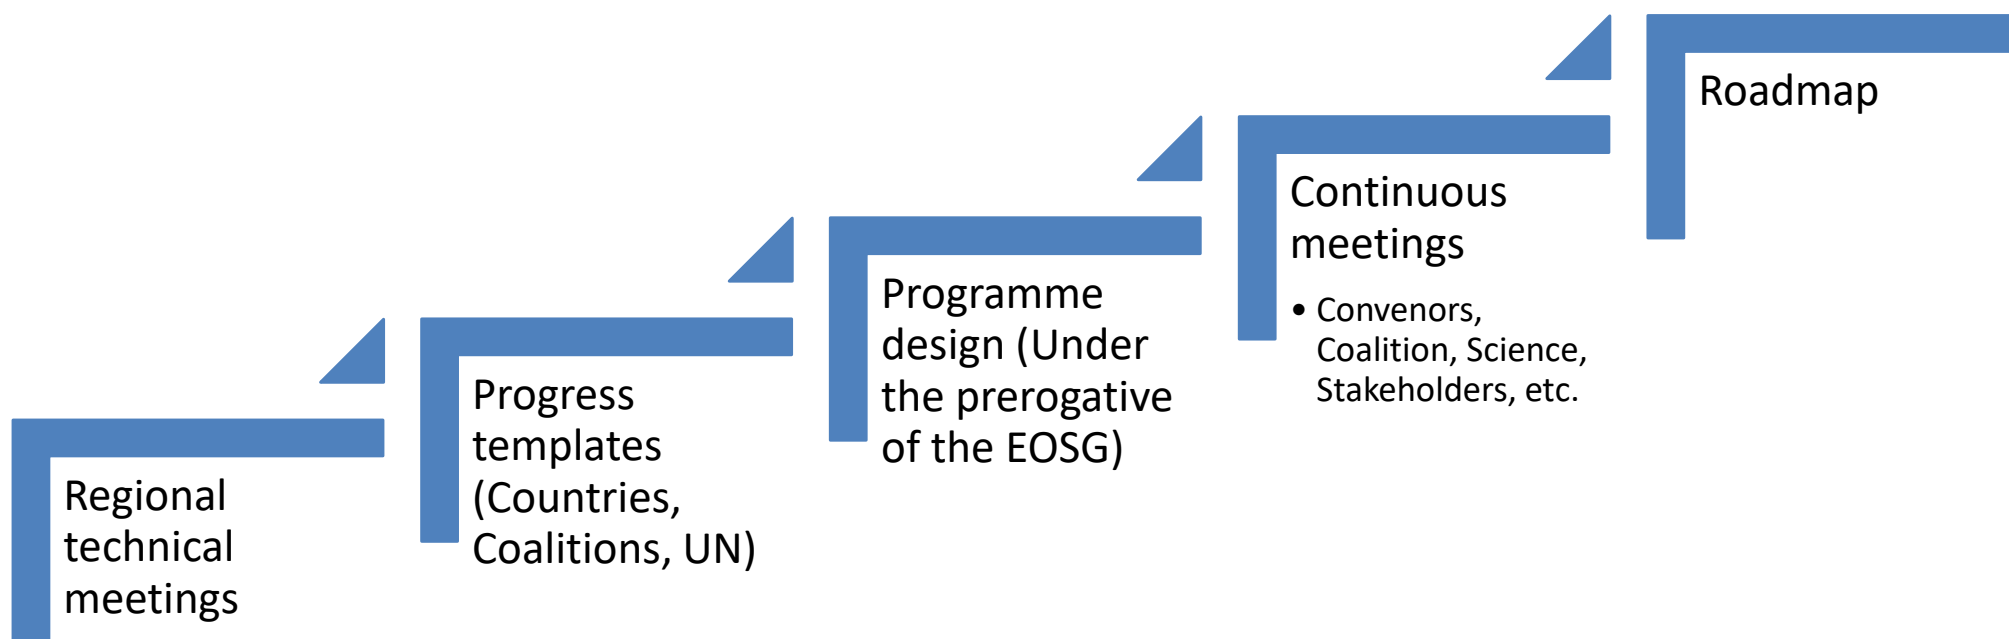 Regional
technical
meetings
Progress
templates
(Countries,
Coalitions, UN)
Programme
design (Under
the prerogative
of the EOSG)
Continuous
meetings
• Convenors,
Coalition, Science,
Stakeholders, etc.
Roadmap